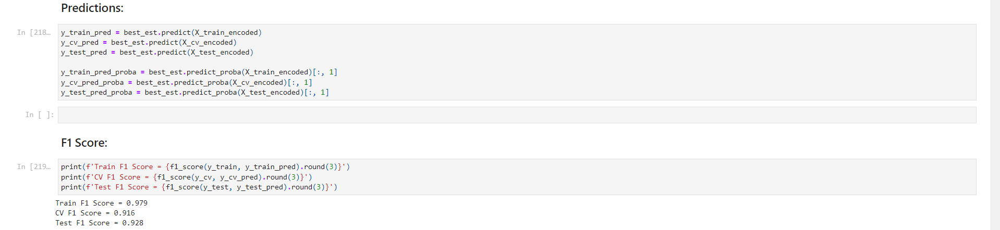 Predictions:
In [218…
y_train_pred = best_est.predict(X_train_encoded)
y_cv_pred = best_est.predict(X_cv_encoded)
y_test_pred = best_est.predict(X_test_encoded)
y_train_pred_proba = best_est.predict_proba(X_train_encoded)[:, 1]
y_cv_pred_proba = best_est.predict_proba(X_cv_encoded)[:, 1]
y_test_pred_proba = best_est.predict_proba(X_test_encoded)[:, 1]
In [ ]:
F1 Score:
In [219…
print(f'Train F1 Score = {f1_score(y_train, y_train_pred).round(3)}')
print(f'CV F1 Score = {f1_score(y_cv, y_cv_pred).round(3)}')
print(f'Test F1 Score = {f1_score(y_test, y_test_pred).round(3)}')
Train F1 Score = 0.979
CV F1 Score = 0.916
Test F1 Score = 0.928